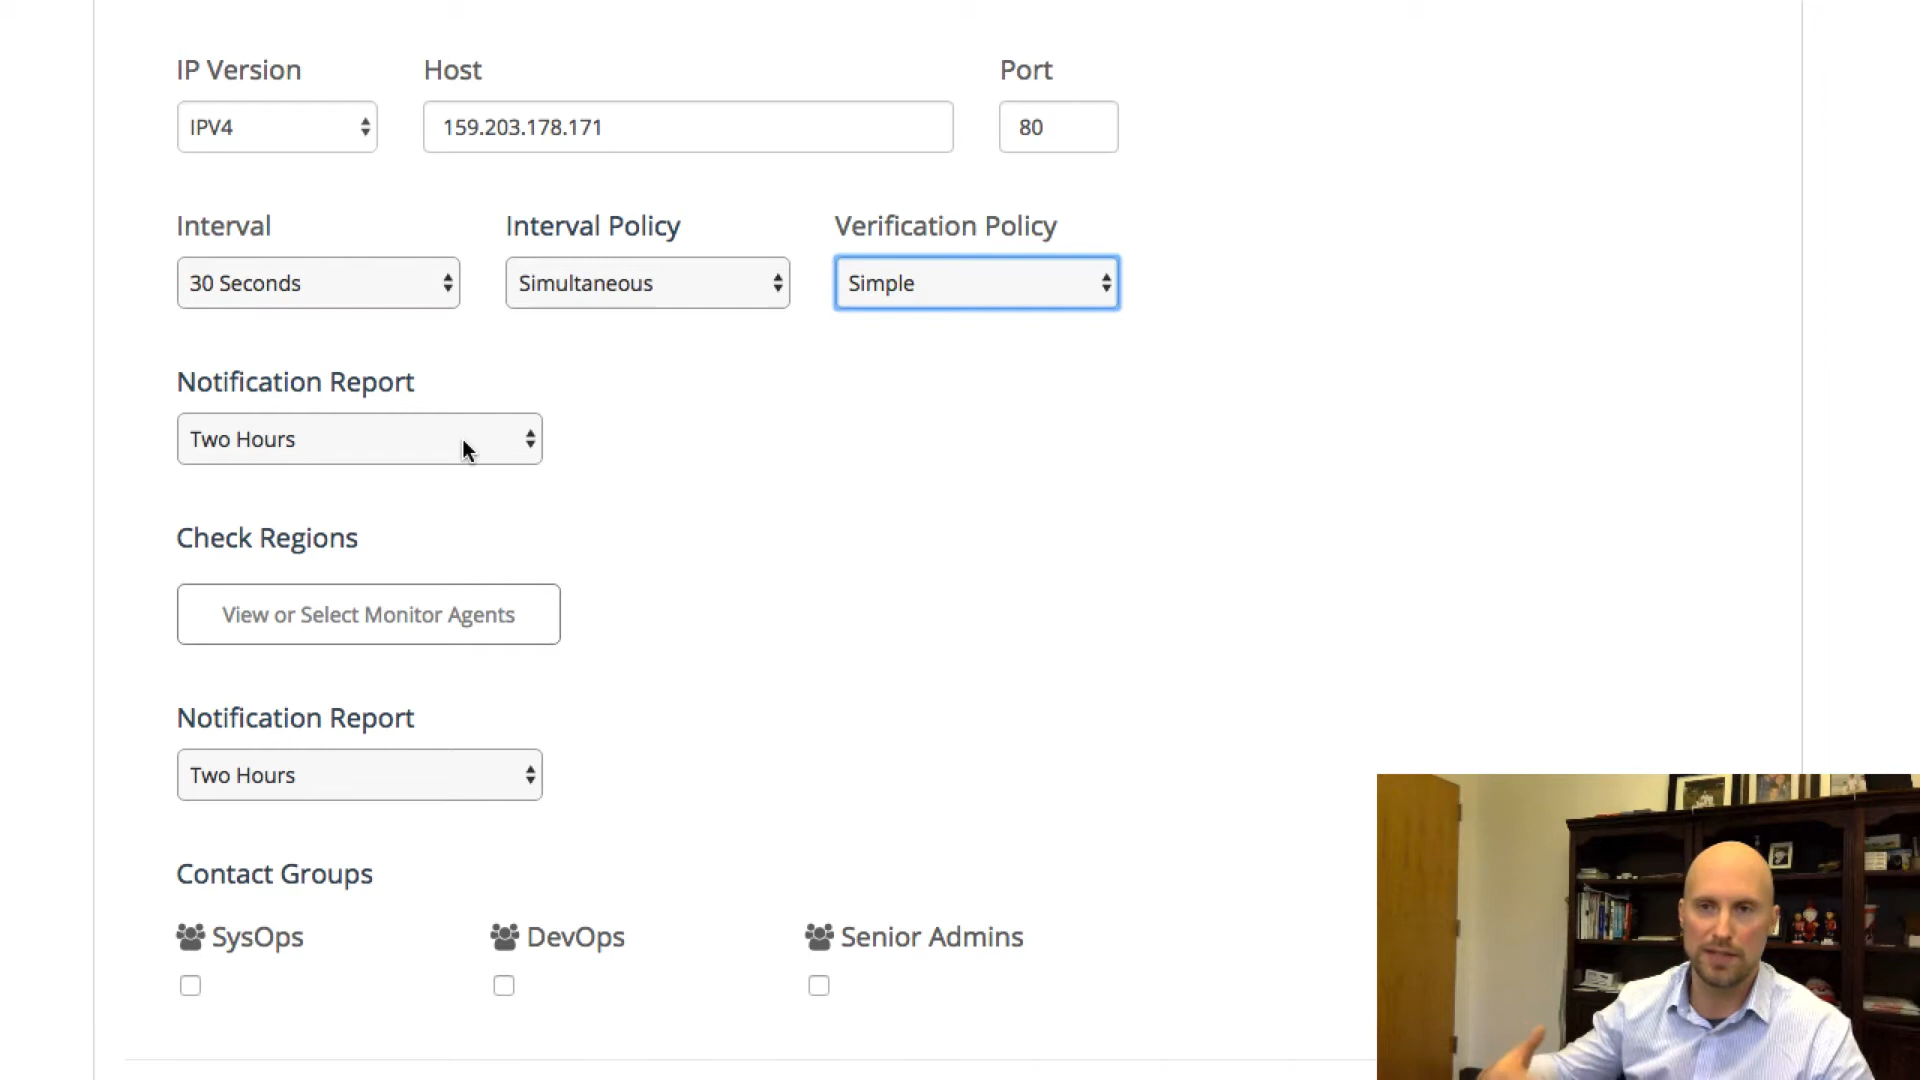 IP Version Host Port
IPV4 159.203.178.171 80
Interval Interval Policy Verification Policy
30 Seconds Simultaneous Simple
Notification Report
Two Hours
Check Regions
View or Select Monitor Agents
Notification Report
Two Hours
Contact Groups
SysOps DevOps Senior Admins